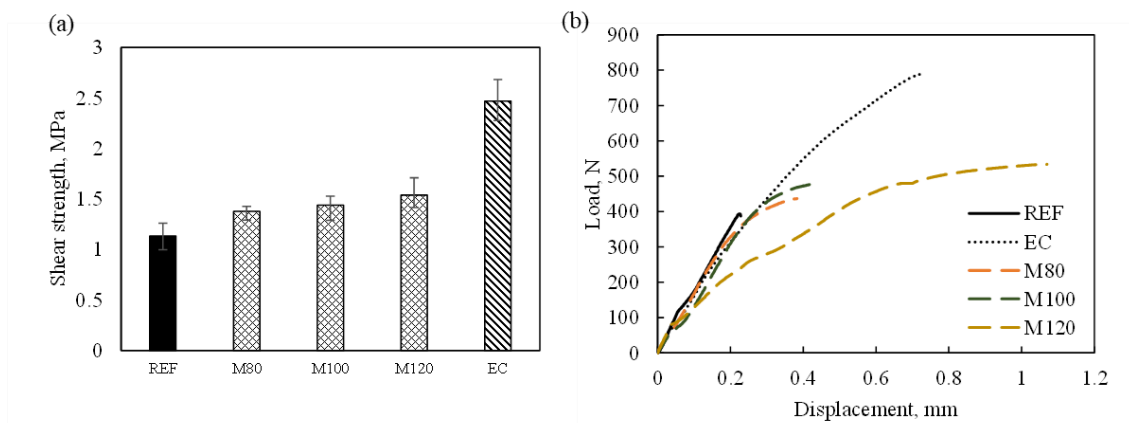 (a)
Shear strength, MPa
3
2.5
2
1.5
1
0.5
0
REF M80 M100 M120 EC
(b)
Load, N
900
800
700
600
500
400
300
200
100
0
REF
EC
M80
M100
M120
0 0.2 0.4 0.6 0.8 1 1.2
Displacement, mm